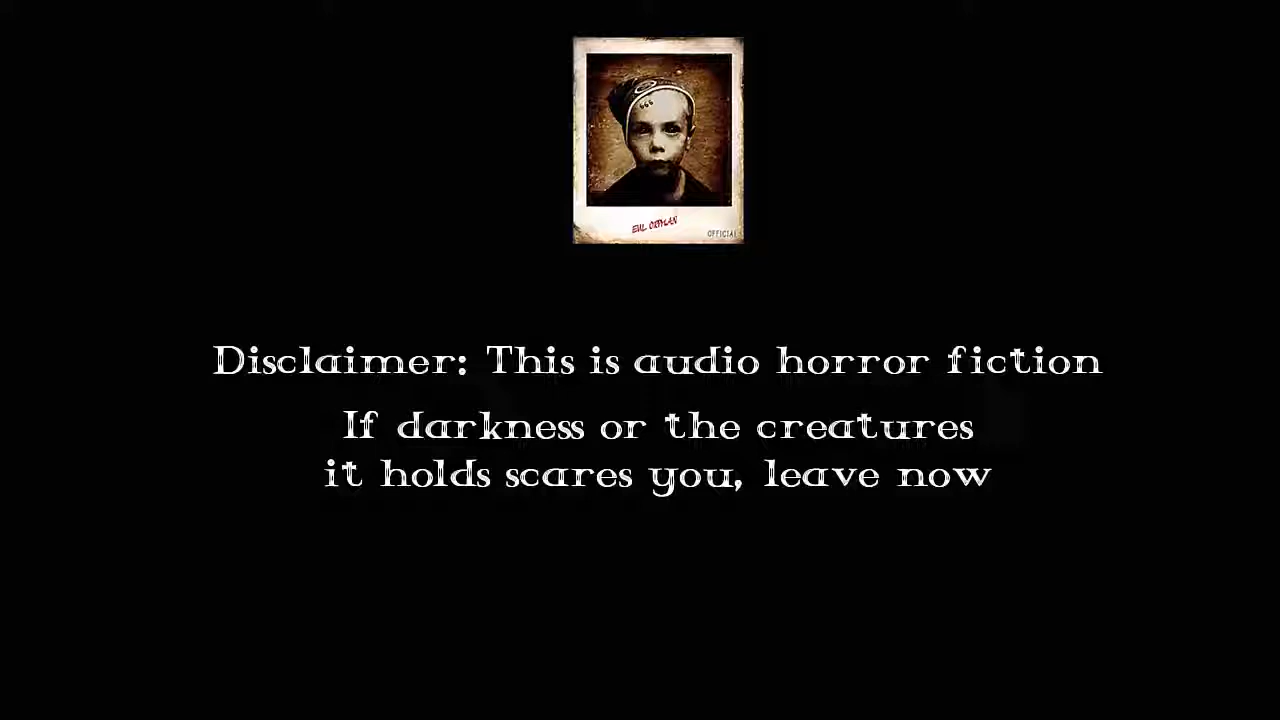 666
EVIL ORPHAN
OFFICIAL
Disclaimer: This is audio horror fiction
If darkness or the creatures
it holds scares you, leave now